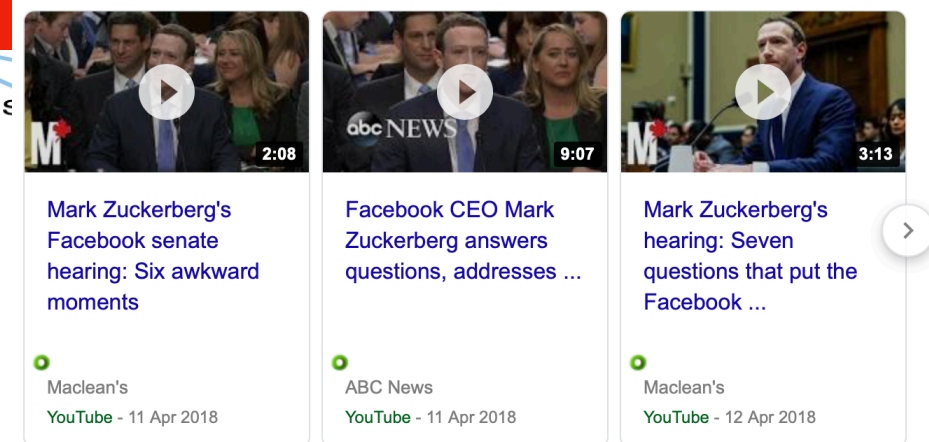 s
M
2:08
abc NEWS
9:07
M
3:13
Mark Zuckerberg's
Facebook senate
hearing: Six awkward
moments
Facebook CEO Mark
Zuckerberg answers
questions, addresses ...
Mark Zuckerberg's
hearing: Seven
questions that put the
Facebook ...
Maclean's
YouTube - 11 Apr 2018
ABC News
YouTube - 11 Apr 2018
Maclean's
YouTube - 12 Apr 2018